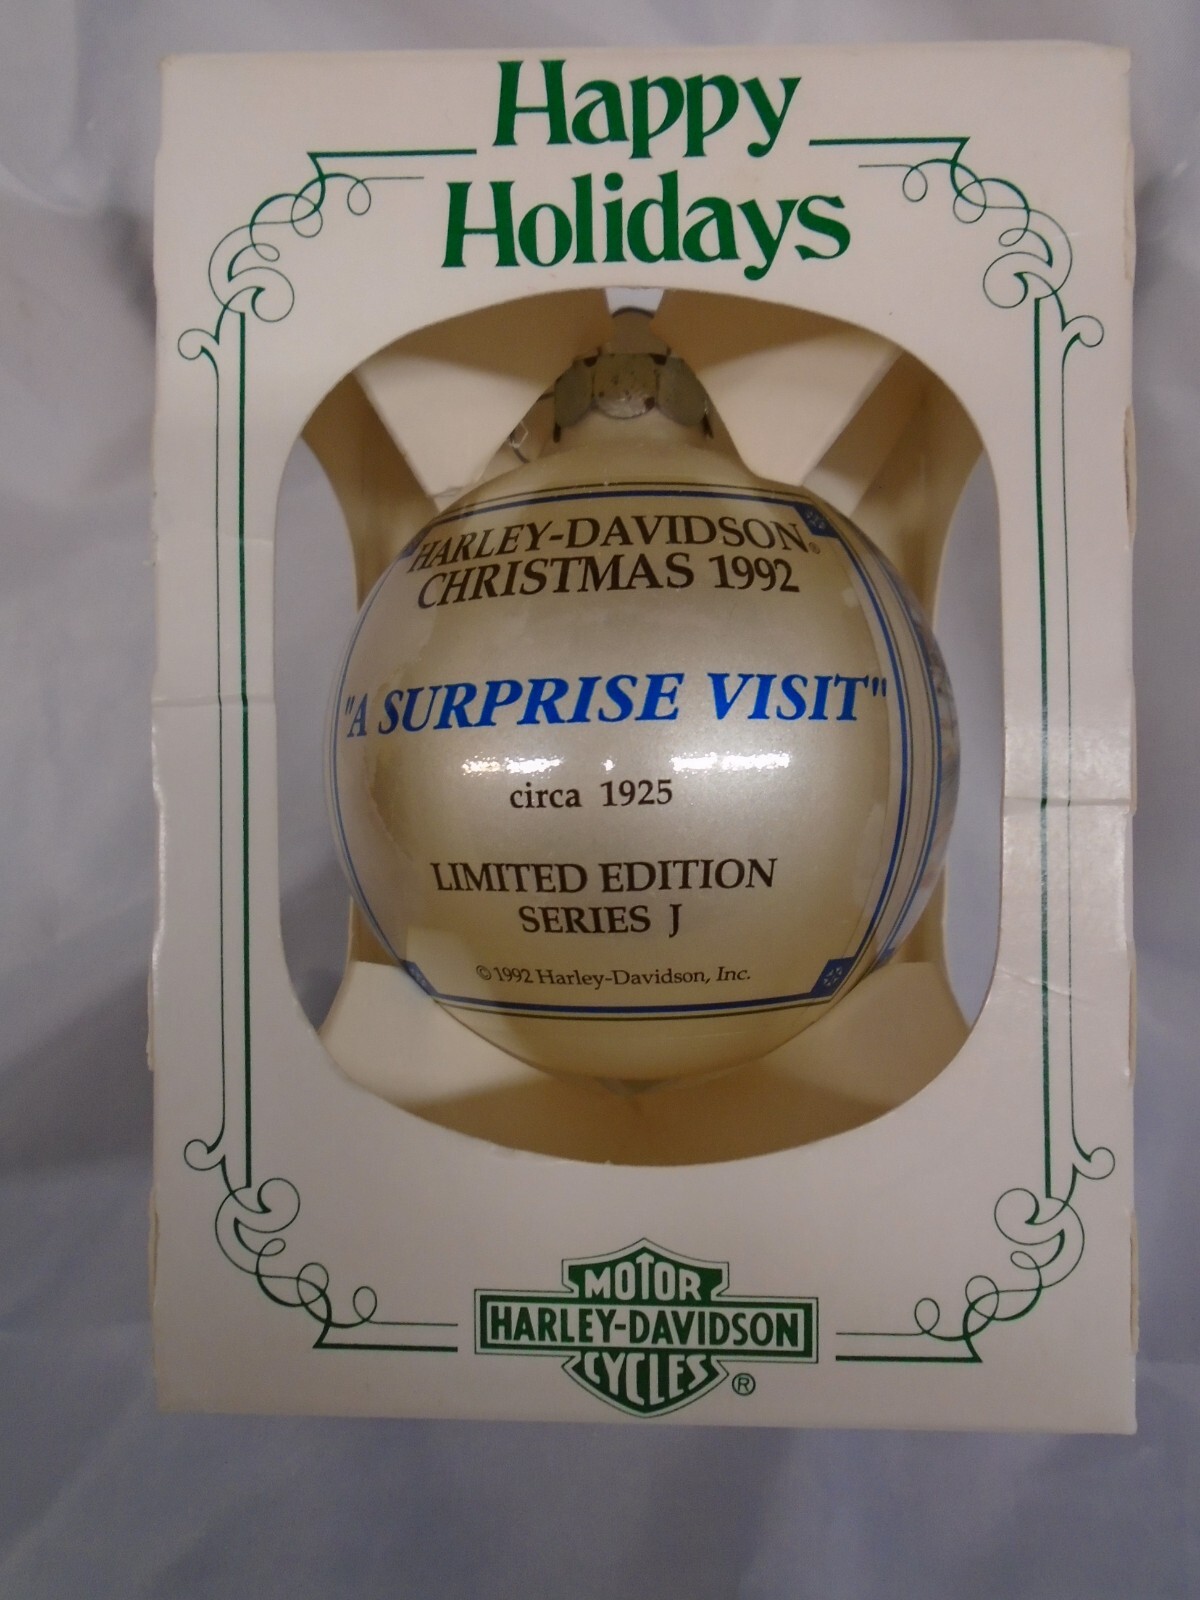 Happy
Holidays
HARLEY-DAVIDSON®
CHRISTMAS 1992
"A SURPRISE VISIT"
circa 1925
LIMITED EDITION
SERIES J
© 1992 Harley-Davidson, Inc.
MOTOR
HARLEY-DAVIDSON
CYCLES®